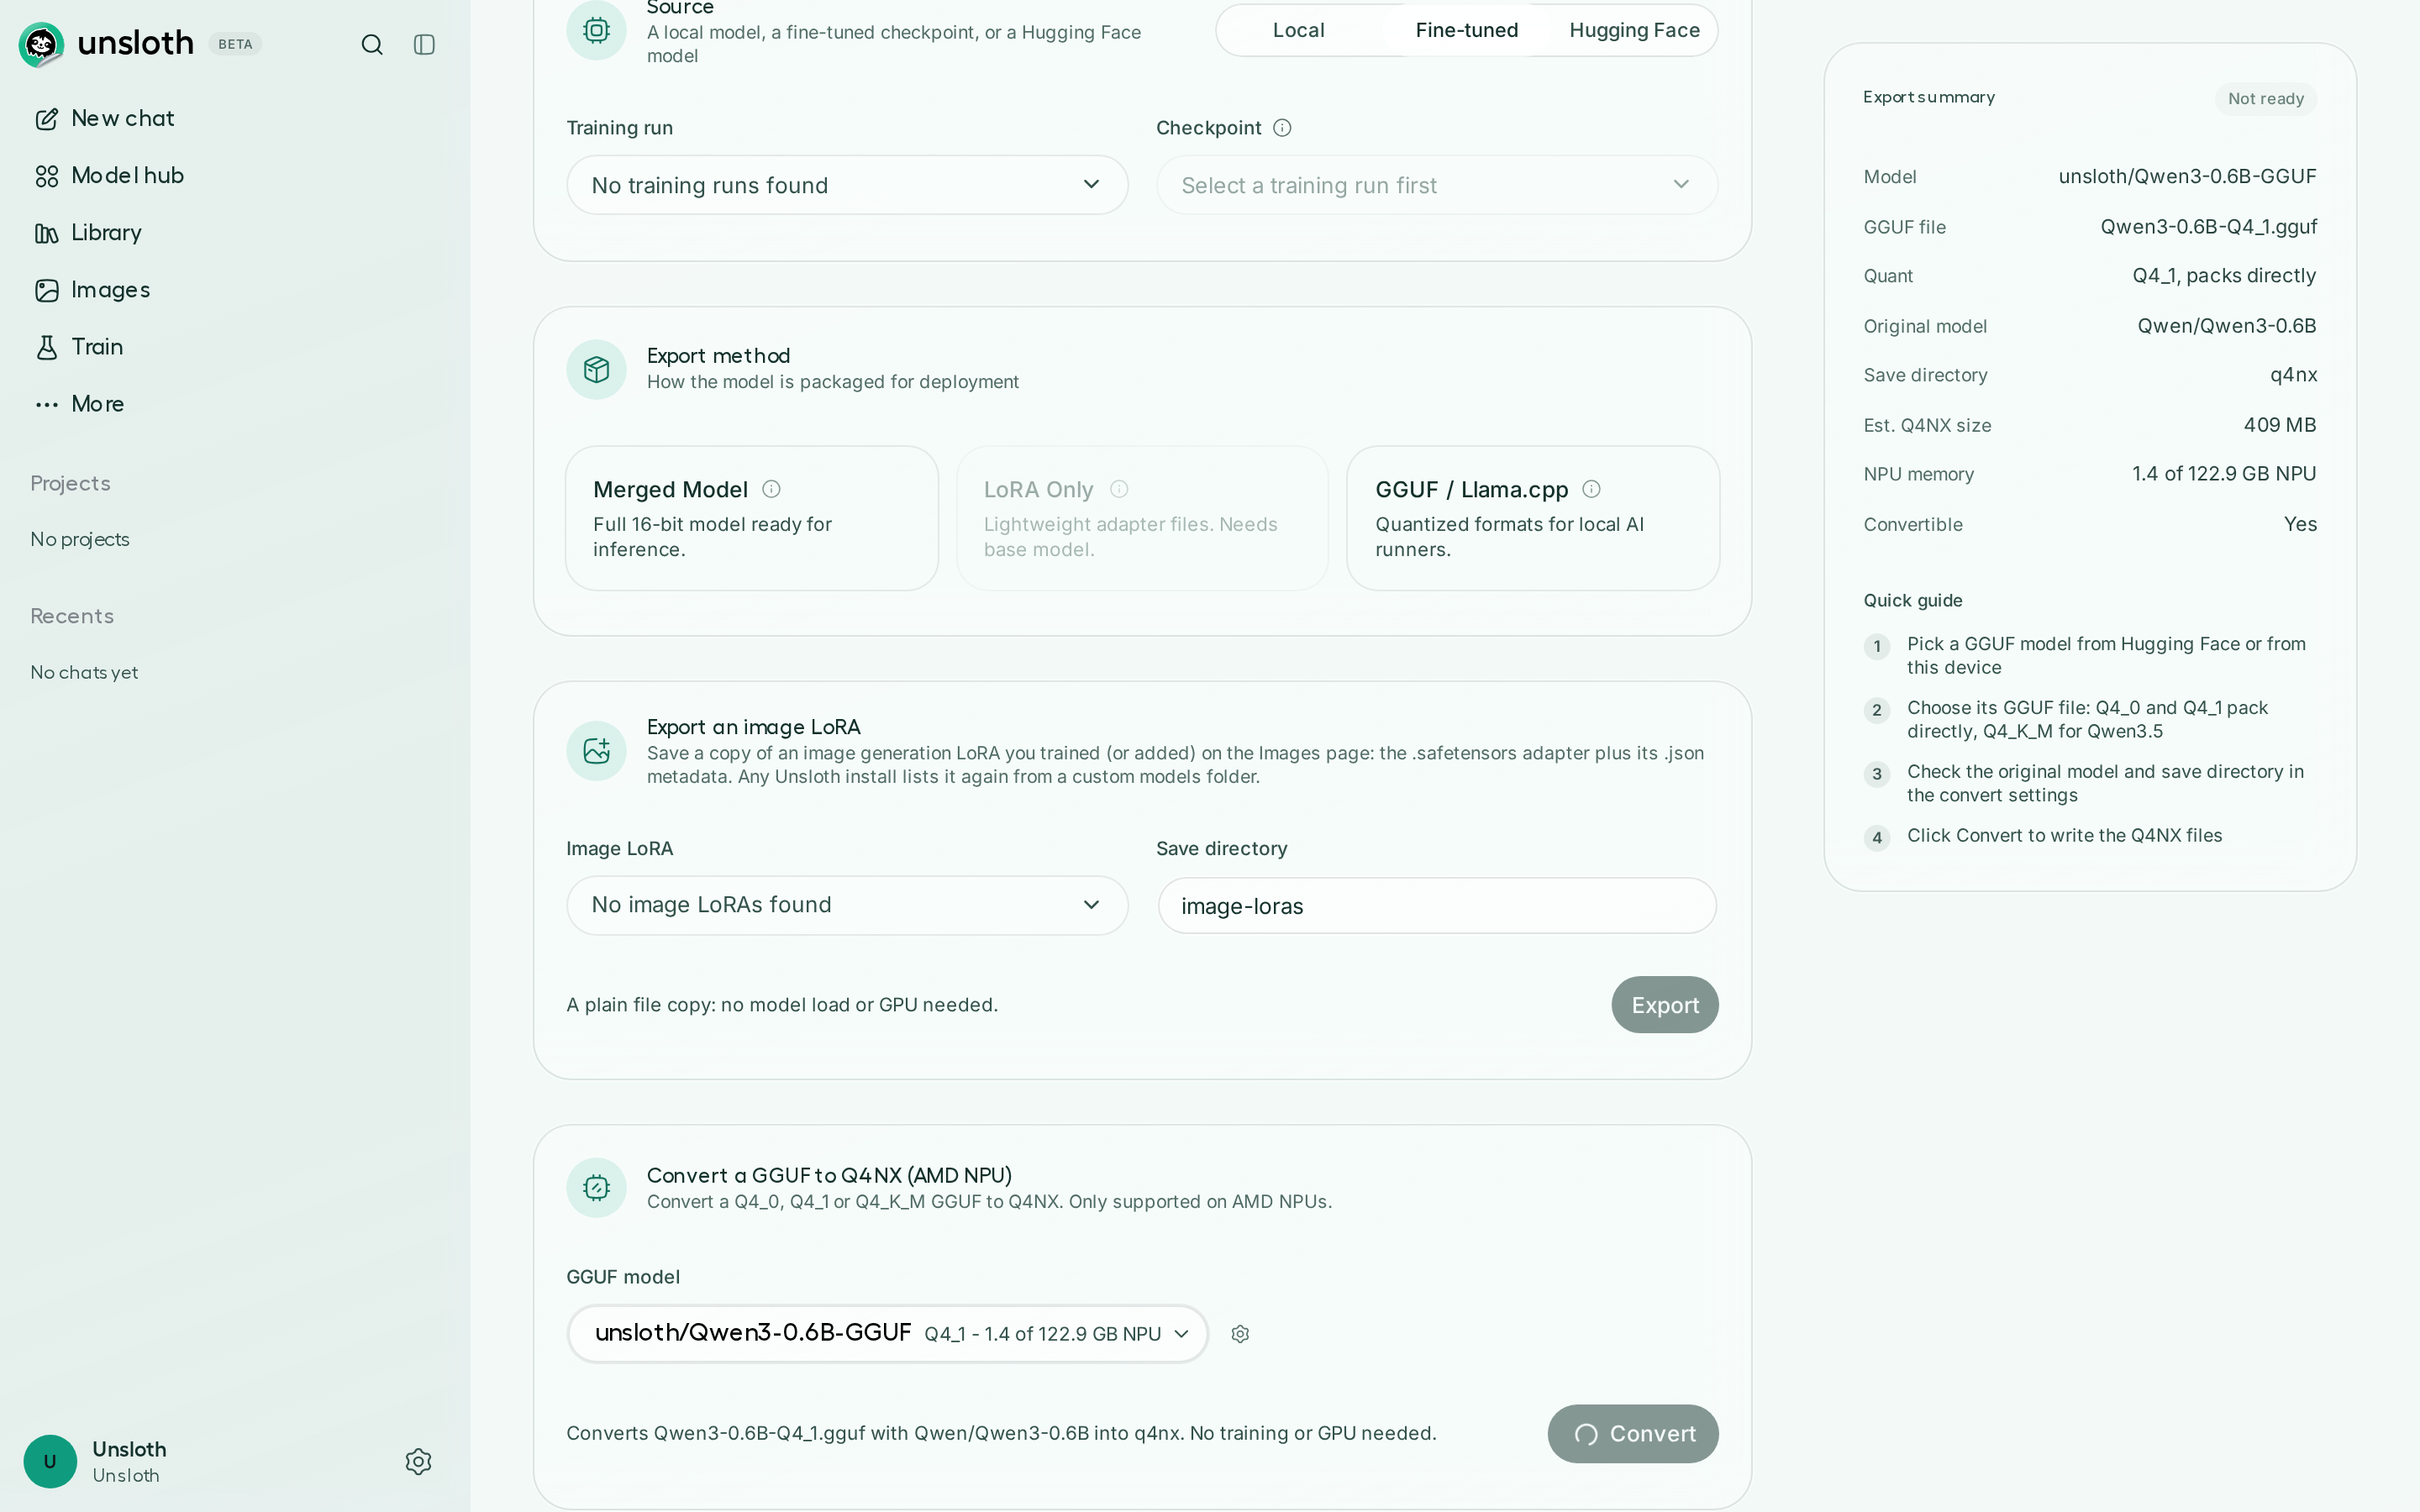 unsloth BETA
New chat
Model hub
Library
Images
Train
More
Projects
No projects
Recents
No chats yet
U
Unsloth
Unsloth
Source
A local model, a fine-tuned checkpoint, or a Hugging Face
model
Local Fine-tuned Hugging Face
Training run
No training runs found
Checkpoint
Select a training run first
Export method
How the model is packaged for deployment
Merged Model
Full 16-bit model ready for
inference.
LoRA Only
Lightweight adapter files. Needs
base model.
GGUF / Llama.cpp
Quantized formats for local AI
runners.
Export an image LoRA
Save a copy of an image generation LoRA you trained (or added) on the Images page: the .safetensors adapter plus its .json
metadata. Any Unsloth install lists it again from a custom models folder.
Image LoRA
No image LoRAs found
Save directory
image-loras
A plain file copy: no model load or GPU needed.
Export
Convert a GGUF to Q4NX (AMD NPU)
Convert a Q4_0, Q4_1 or Q4_K_M GGUF to Q4NX. Only supported on AMD NPUs.
GGUF model
unsloth/Qwen3-0.6B-GGUF Q4_1 - 1.4 of 122.9 GB NPU
Converts Qwen3-0.6B-Q4_1.gguf with Qwen/Qwen3-0.6B into q4nx. No training or GPU needed.
Convert
Export summary Not ready
Model unsloth/Qwen3-0.6B-GGUF
GGUF file Qwen3-0.6B-Q4_1.gguf
Quant Q4_1, packs directly
Original model Qwen/Qwen3-0.6B
Save directory q4nx
Est. Q4NX size 409 MB
NPU memory 1.4 of 122.9 GB NPU
Convertible Yes
Quick guide
1 Pick a GGUF model from Hugging Face or from
this device
2 Choose its GGUF file: Q4_0 and Q4_1 pack
directly, Q4_K_M for Qwen3.5
3 Check the original model and save directory in
the convert settings
4 Click Convert to write the Q4NX files